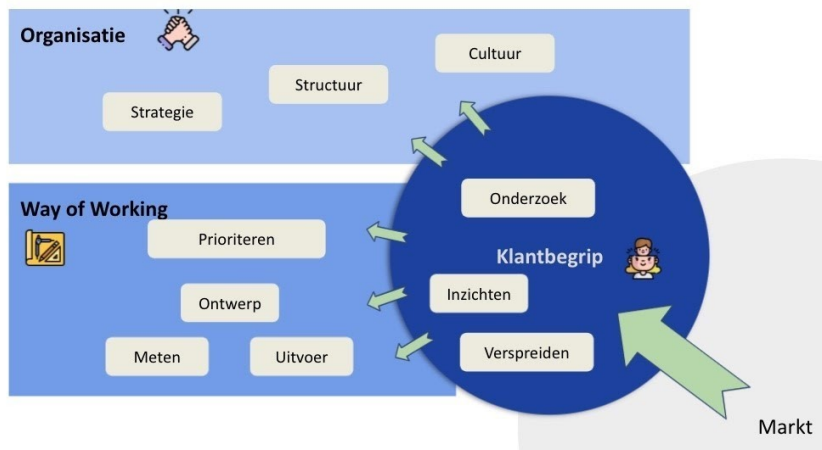 Organisatie
Cultuur
Structuur
Strategie
Way of Working
Prioriteren
Ontwerp
Meten
Uitvoer
Onderzoek
Klantbegrip
Inzichten
Verspreiden
Markt